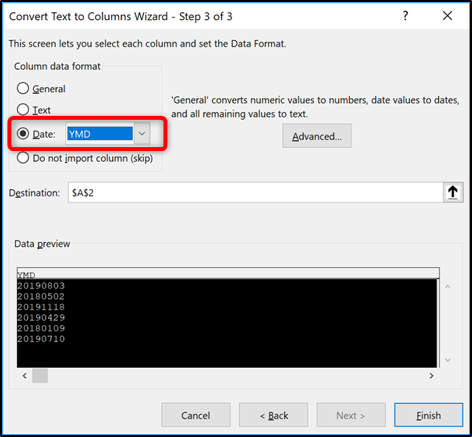 Convert Text to Columns Wizard - Step 3 of 3
This screen lets you select each column and set the Data Format.
Column data format
General
Text
Date: YMD
Do not import column (skip)
'General' converts numeric values to numbers, date values to dates, and all remaining values to text.
Advanced...
Destination: $A$2
Data preview
YMD
20190803
20180502
20191118
20190429
20180109
20190710
Cancel < Back Next > Finish